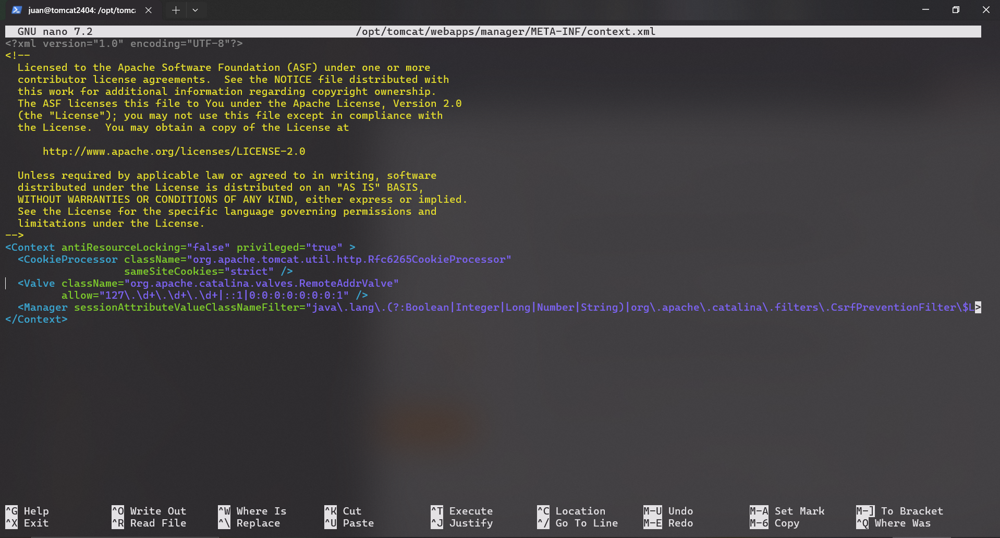 juan@tomcat2404: /opt/tomca
GNU nano 7.2 /opt/tomcat/webapps/manager/META-INF/context.xml
<?xml version="1.0" encoding="UTF-8"?>
<!--
  Licensed to the Apache Software Foundation (ASF) under one or more
  contributor license agreements.  See the NOTICE file distributed with
  this work for additional information regarding copyright ownership.
  The ASF licenses this file to You under the Apache License, Version 2.0
  (the "License"); you may not use this file except in compliance with
  the License.  You may obtain a copy of the License at

      http://www.apache.org/licenses/LICENSE-2.0

  Unless required by applicable law or agreed to in writing, software
  distributed under the License is distributed on an "AS IS" BASIS,
  WITHOUT WARRANTIES OR CONDITIONS OF ANY KIND, either express or implied.
  See the License for the specific language governing permissions and
  limitations under the License.
-->
<Context antiResourceLocking="false" privileged="true" >
  <CookieProcessor className="org.apache.tomcat.util.http.Rfc6265CookieProcessor"
                   sameSiteCookies="strict" />
  <Valve className="org.apache.catalina.valves.RemoteAddrValve"
         allow="127\.\d+\.\d+\.\d+|::1|0:0:0:0:0:0:0:1" />
  <Manager sessionAttributeValueClassNameFilter="java\.lang\.(?:Boolean|Integer|Long|Number|String)|org\.apache\.catalina\.filters\.CsrfPreventionFilter\$L>
</Context>
^G Help ^O Write Out ^W Where Is ^K Cut ^T Execute ^C Location M-U Undo M-A Set Mark M-] To Bracket
^X Exit ^R Read File ^\ Replace ^U Paste ^J Justify ^/ Go To Line M-E Redo M-6 Copy ^Q Where Was